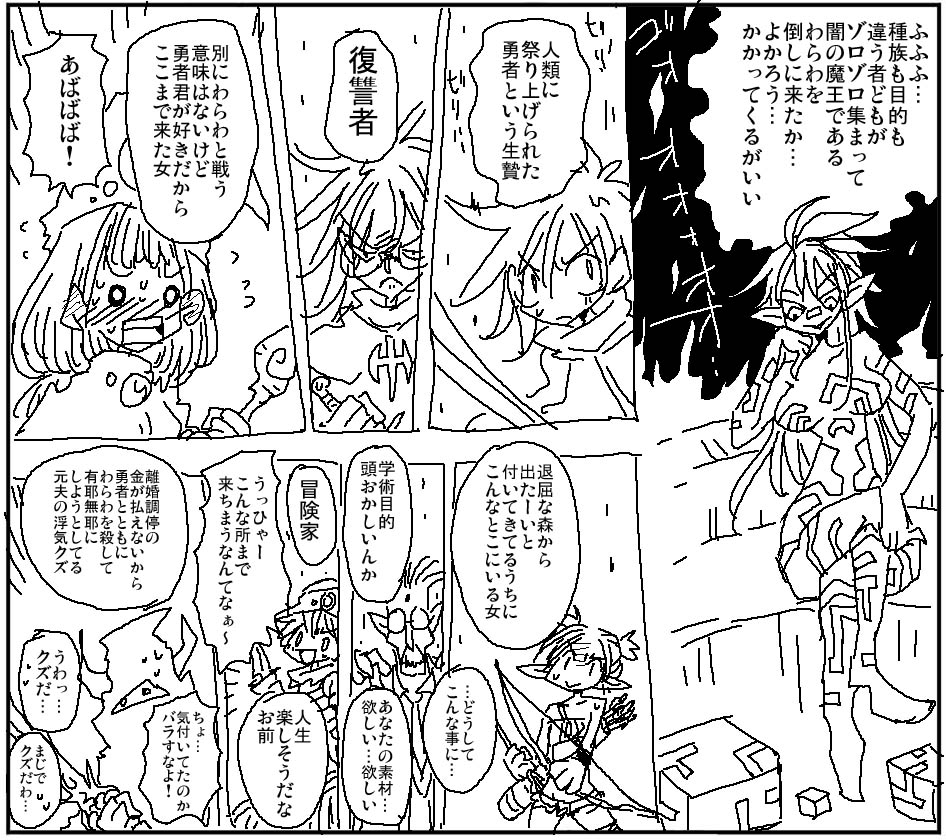 ふふふ…
種族も目的も
違う者どもが
ゾロゾロ集まって
闇の魔王である
わらわを
倒しに来たか…
よかろう…
かかってくるがいい
ゴゴゴ
人類に
祭り上げられた
勇者という生贄
復讐者
別にわらわと戦う
意味はないけど
勇者君が好きだから
ここまで来た女
あばばば!
退屈な森から
出たーいと
付いてきてるうちに
こんなとこにいる女
…どうして
こんな事に…
学術目的
頭おかしいんか
あなたの素材…
欲しい…欲しい
冒険家
うっひゃー
こんな所まで
来ちまうなんてなぁ~
人生
楽しそうだな
お前
離婚調停の
金が払えないから
勇者とともに
わらわを殺して
有耶無耶に
しようとしてる
元夫の浮気クズ
ちょ…
気付いてたのか
バラすなよ!
うわっ…
クズだ…
まじで
クズだわ…